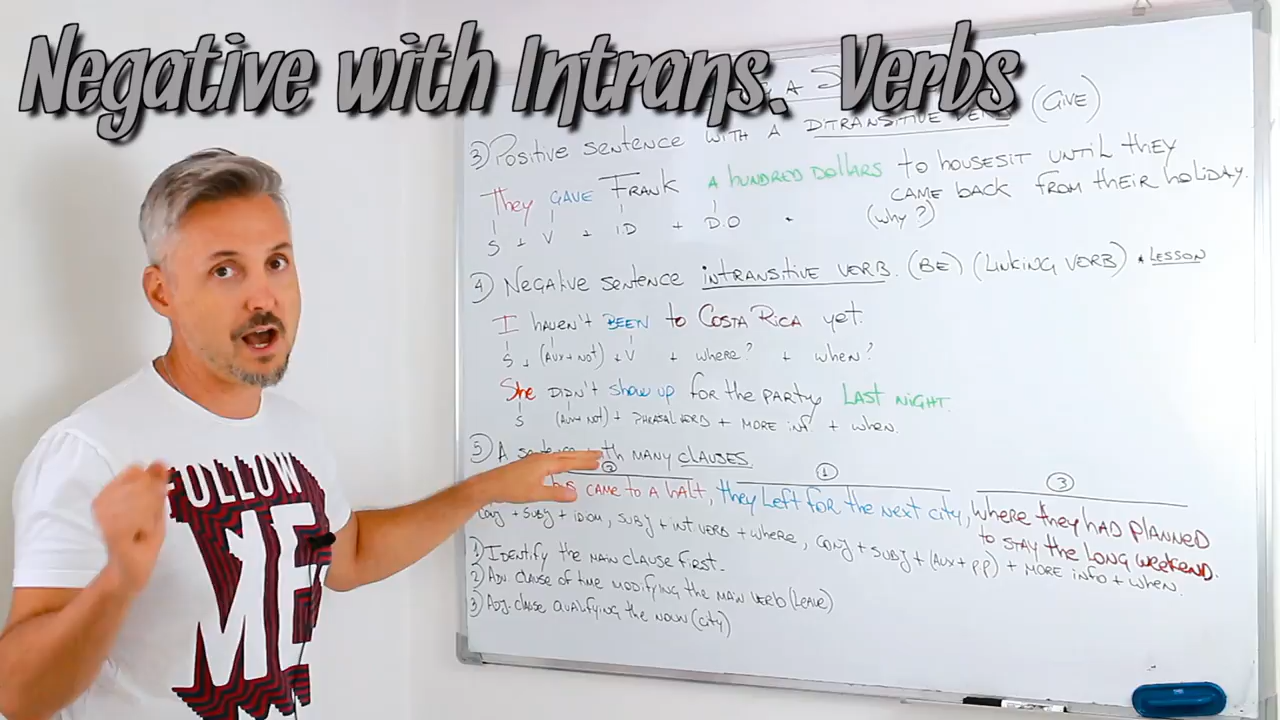 Negative with Intrans. Verbs
A S
3) Positive sentence with a DITRANSITIVE (GIVE)
They GAVE FRANK A HUNDRED DOLLARS to HOUSESIT UNTIL they
CAME BACK FROM their holiday.
S + V + ID + D.O (why?)
4) Negative sentence INTRANSITIVE VERB. (BE) (LINKING VERB) * LESSON
I haven't BEEN to COSTA RICA yet.
S + (AUX + NOT) + V + where? + when?
She DIDN'T show up for the party LAST NIGHT.
S (AUX + NOT) + PHRASAL VERB + MORE inf + when.
5) A sentence with MANY CLAUSES.
2 1 3
CAME TO A HALT, they LEFT for the NEXT city, where they HAD PLANNED
to STAY the LONG WEEKEND.
CONJ + SUBJ + IDIOM, SUBJ + INT VERB + WHERE, CONJ + SUBJ + (AUX + P.P) + MORE INFO + WHEN.
1) IDENTIFY the MAIN CLAUSE FIRST.
2) ADV. CLAUSE OF TIME MODIFYING the MAIN VERB (LEAVE)
3) ADJ. CLAUSE QUALIFYING the NOUN (city)
FOLLOW
ME